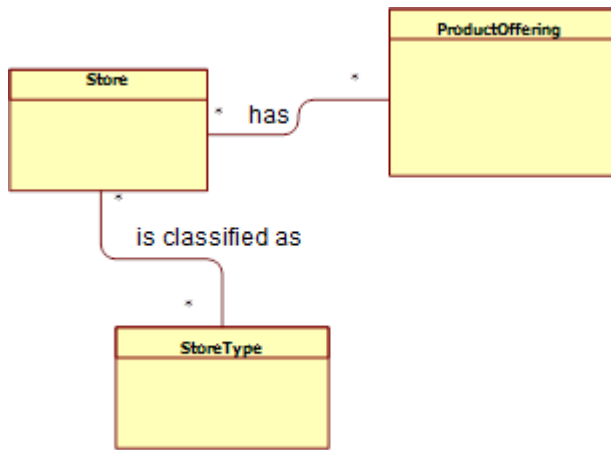 ProductOffering
Store
*
* has
*
is classified as
*
StoreType